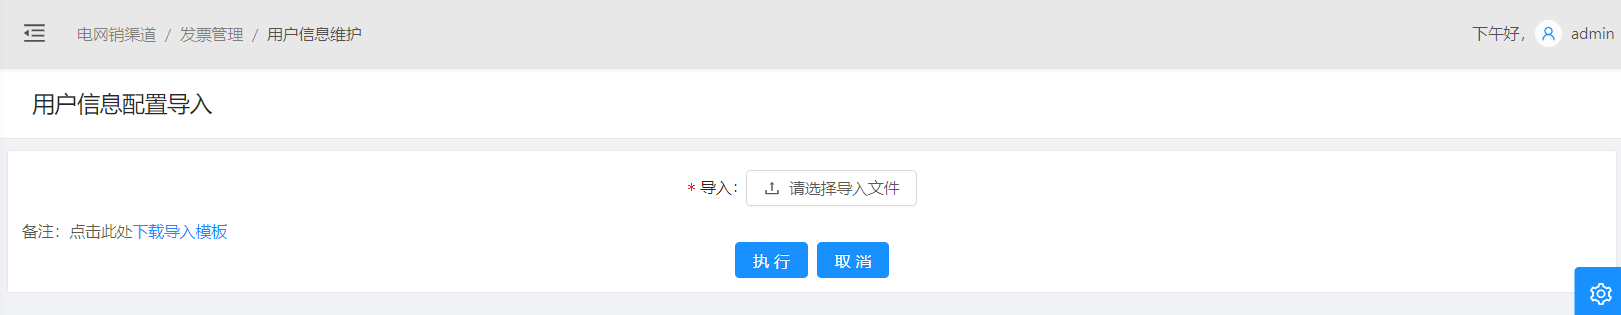 电网销渠道 / 发票管理 / 用户信息维护
下午好， admin
用户信息配置导入
* 导入： 请选择导入文件
备注：点击此处下载导入模板
执 行 取 消